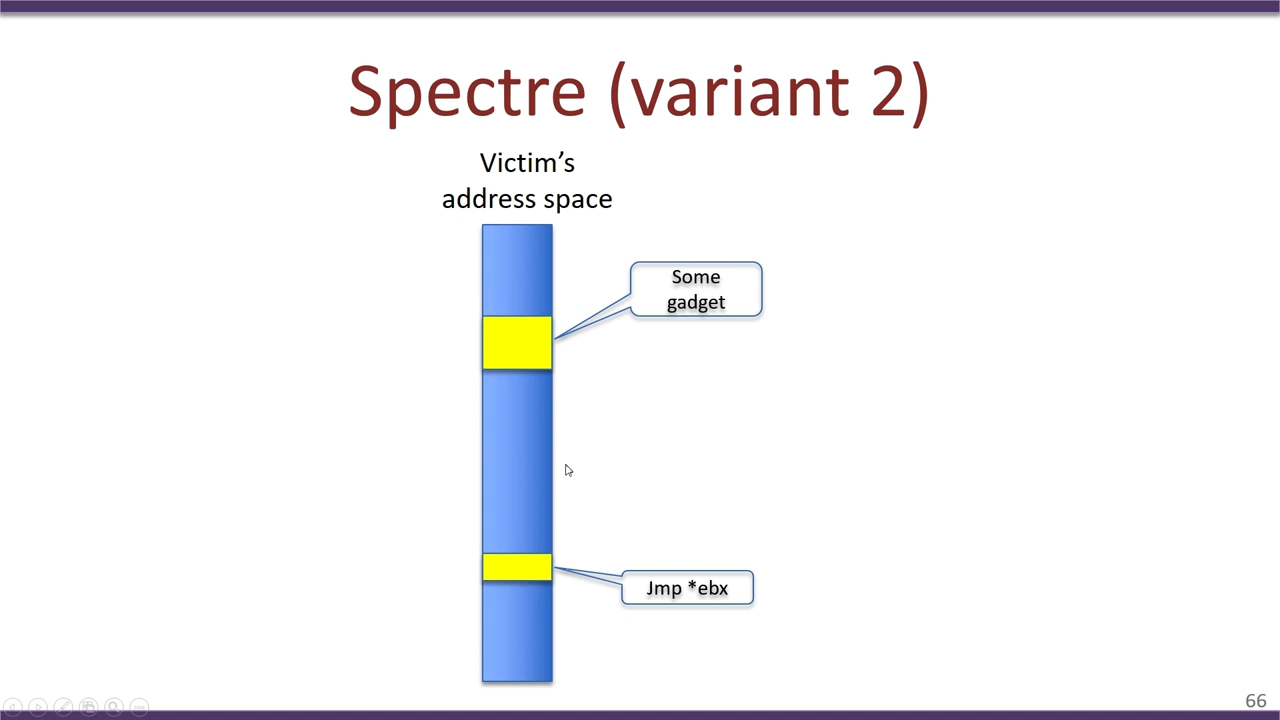 Spectre (variant 2)
Victim's
address space
Some
gadget
Jmp *ebx
66